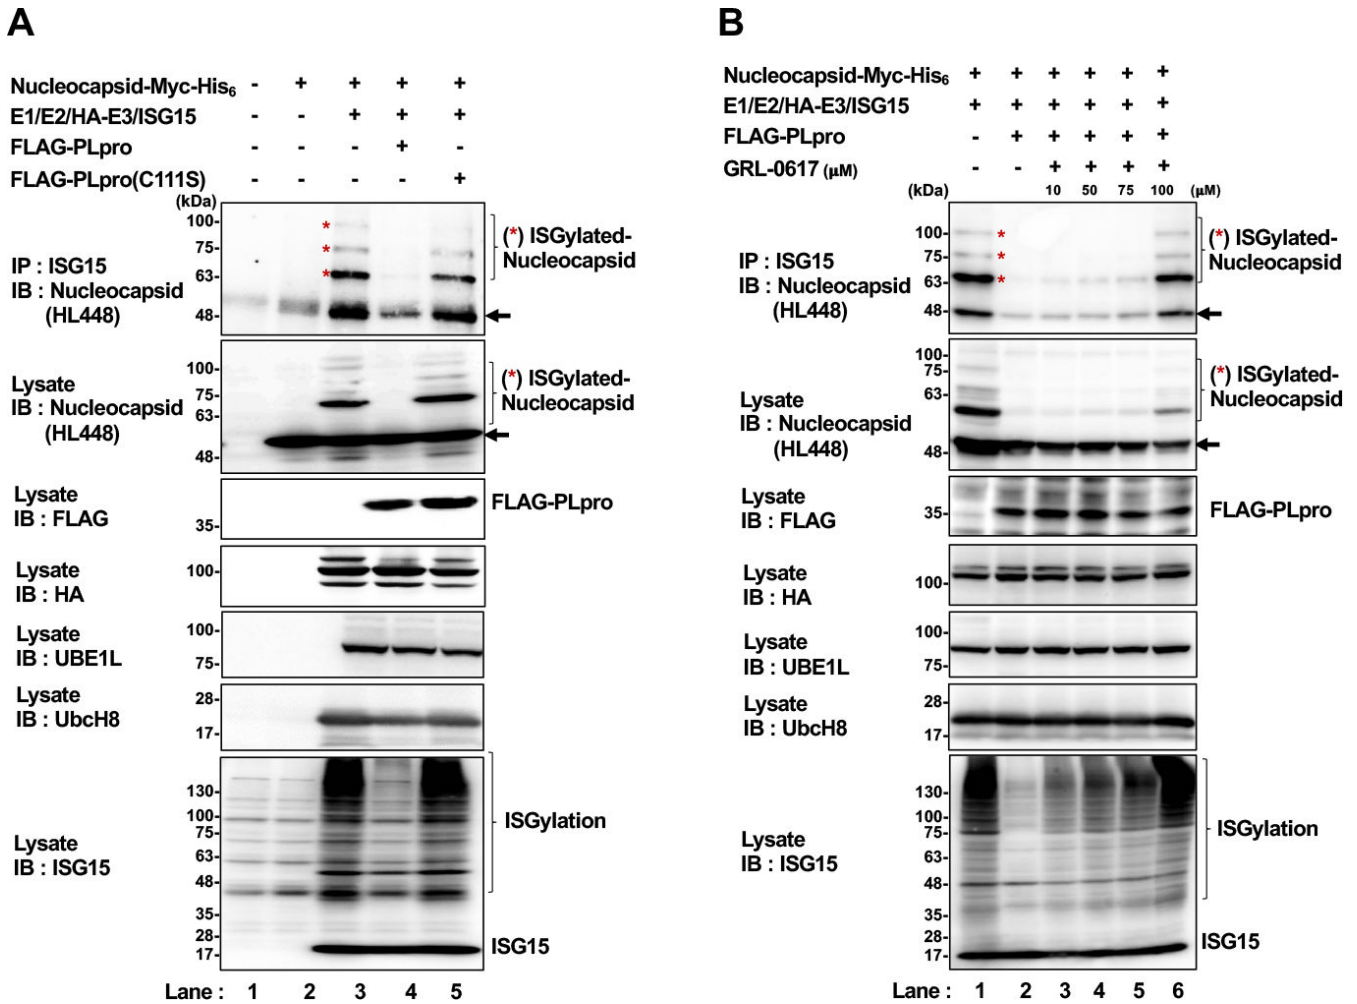 A
Nucleocapsid-Myc-His6 - + + + +
E1/E2/HA-E3/ISG15 - - + + +
FLAG-PLpro - - - + -
FLAG-PLpro(C111S) - - - - +
(kDa)
100-
75-
63-
48-
IP : ISG15
IB : Nucleocapsid
(HL448)
*
*
*
(*) ISGylated-
Nucleocapsid
100-
75-
63-
48-
Lysate
IB : Nucleocapsid
(HL448)
(*) ISGylated-
Nucleocapsid
Lysate
IB : FLAG
35-
FLAG-PLpro
Lysate
IB : HA
100-
Lysate
IB : UBE1L
100-
75-
Lysate
IB : UbcH8
28-
17-
Lysate
IB : ISG15
130-
100-
75-
63-
48-
35-
28-
17-
ISGylation
ISG15
Lane : 1 2 3 4 5
B
Nucleocapsid-Myc-His6 + + + + + +
E1/E2/HA-E3/ISG15 + + + + + +
FLAG-PLpro - + + + + +
GRL-0617 (μM) - - + + + +
(kDa) 10 50 75 100 (μM)
100-
75-
63-
48-
IP : ISG15
IB : Nucleocapsid
(HL448)
*
*
*
(*) ISGylated-
Nucleocapsid
100-
75-
63-
48-
Lysate
IB : Nucleocapsid
(HL448)
(*) ISGylated-
Nucleocapsid
Lysate
IB : FLAG
35-
FLAG-PLpro
Lysate
IB : HA
100-
Lysate
IB : UBE1L
100-
75-
Lysate
IB : UbcH8
28-
17-
Lysate
IB : ISG15
130-
100-
75-
63-
48-
35-
28-
17-
ISGylation
ISG15
Lane : 1 2 3 4 5 6